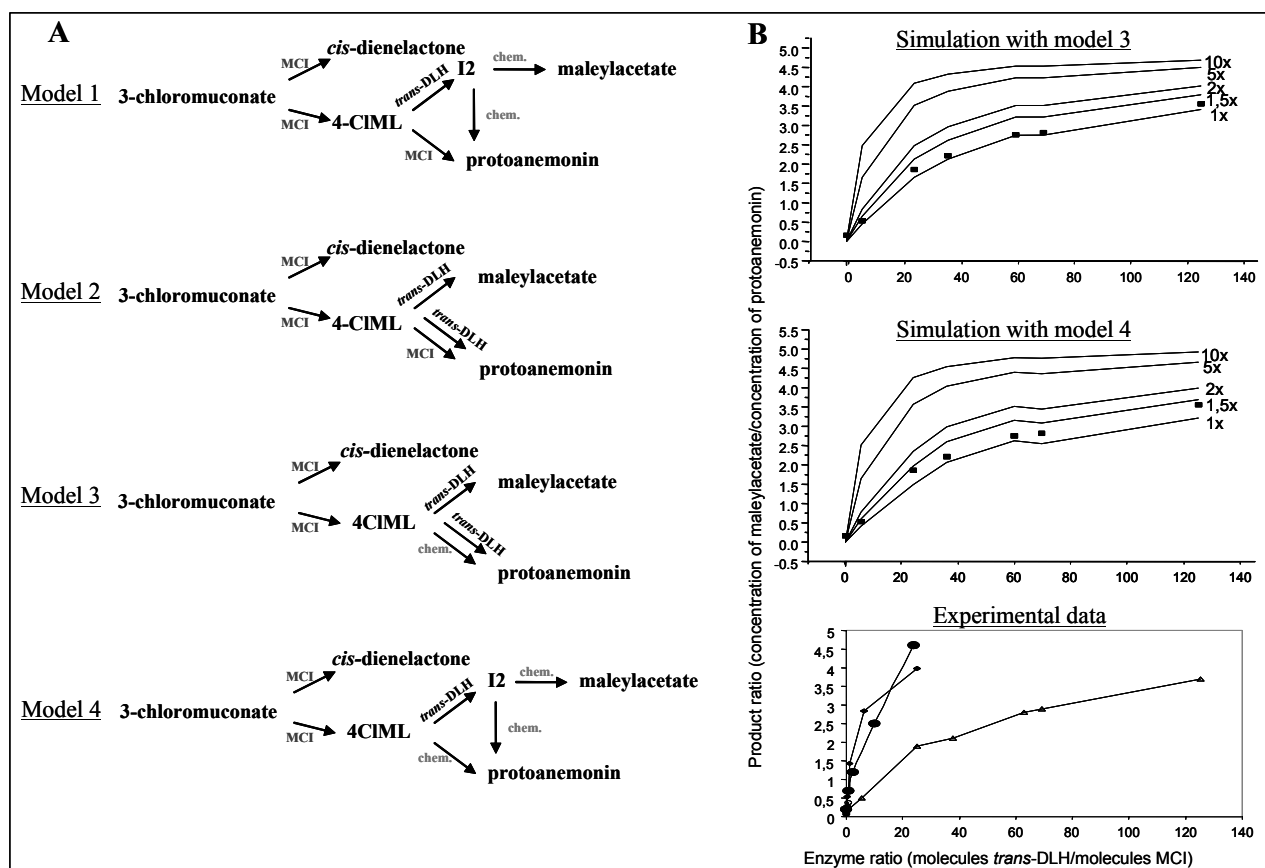 A
Model 1
3-chloromuconate
MCI
cis-dienelactone
MCI
4-ClML
trans-DLH
I2
chem.
maleylacetate
chem.
MCI
protoanemonin
Model 2
3-chloromuconate
MCI
cis-dienelactone
MCI
4-ClML
trans-DLH
maleylacetate
trans-DLH
MCI
protoanemonin
Model 3
3-chloromuconate
MCI
cis-dienelactone
MCI
4ClML
trans-DLH
maleylacetate
trans-DLH
chem.
protoanemonin
Model 4
3-chloromuconate
MCI
cis-dienelactone
MCI
4ClML
trans-DLH
I2
chem.
maleylacetate
chem.
chem.
protoanemonin
B
Product ratio (concentration of maleylacetate/concentration of protoanemonin)
Simulation with model 3
5.0
4.5
4.0
3.5
3.0
2.5
2.0
1.5
1.0
0.5
0.0
-0.5
10x
5x
2x
1,5x
1x
0 20 40 60 80 100 120 140
Simulation with model 4
5.5
5.0
4.5
4.0
3.5
3.0
2.5
2.0
1.5
1.0
0.5
0.0
-0.5
10x
5x
2x
1,5x
1x
0 20 40 60 80 100 120 140
Experimental data
5
4,5
4
3,5
3
2,5
2
1,5
1
0,5
0
0 20 40 60 80 100 120 140
Enzyme ratio (molecules trans-DLH/molecules MCI)